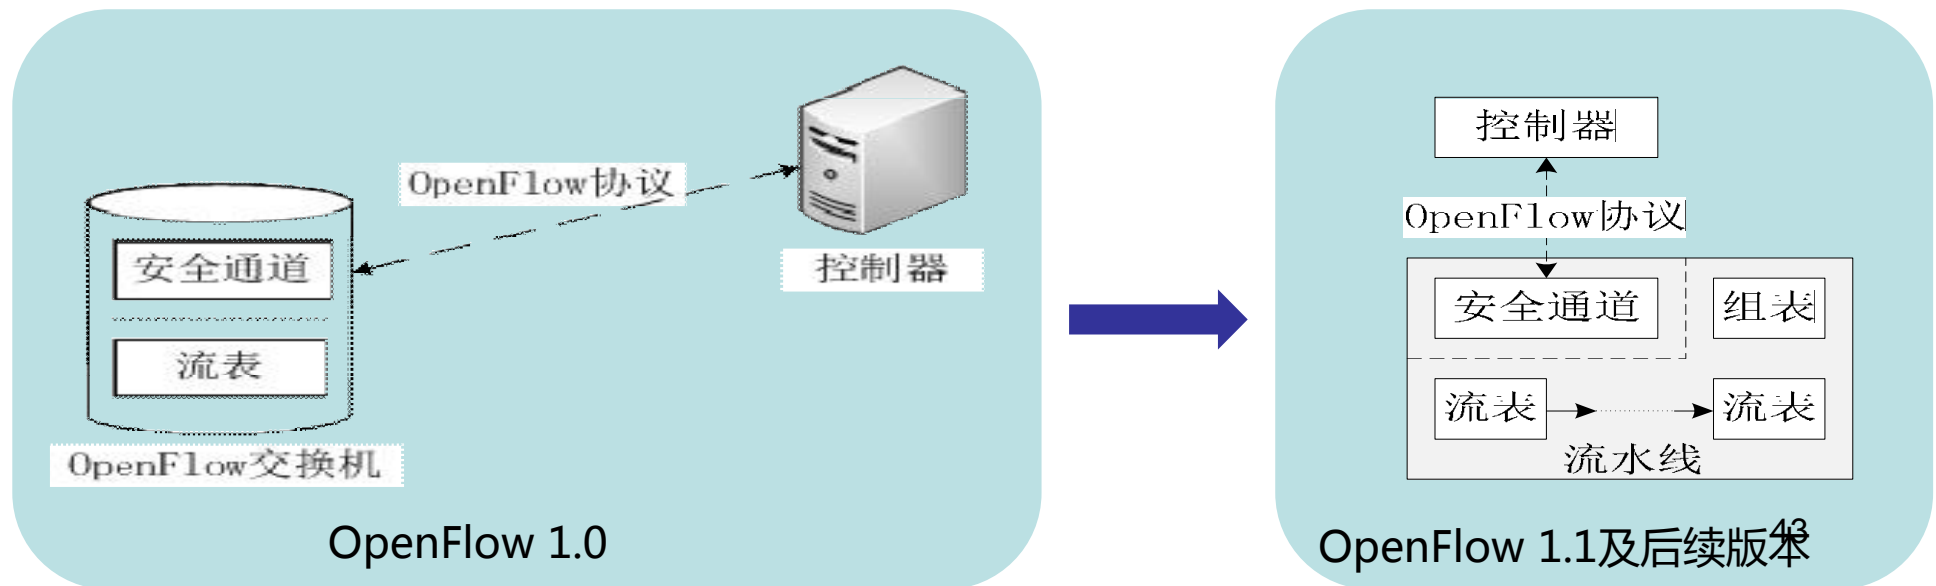 OpenFlow协议
安全通道
控制器
流表
OpenFlow交换机
OpenFlow 1.0
控制器
OpenFlow协议
安全通道
组表
流表
流表
流水线
43
OpenFlow 1.1及后续版本